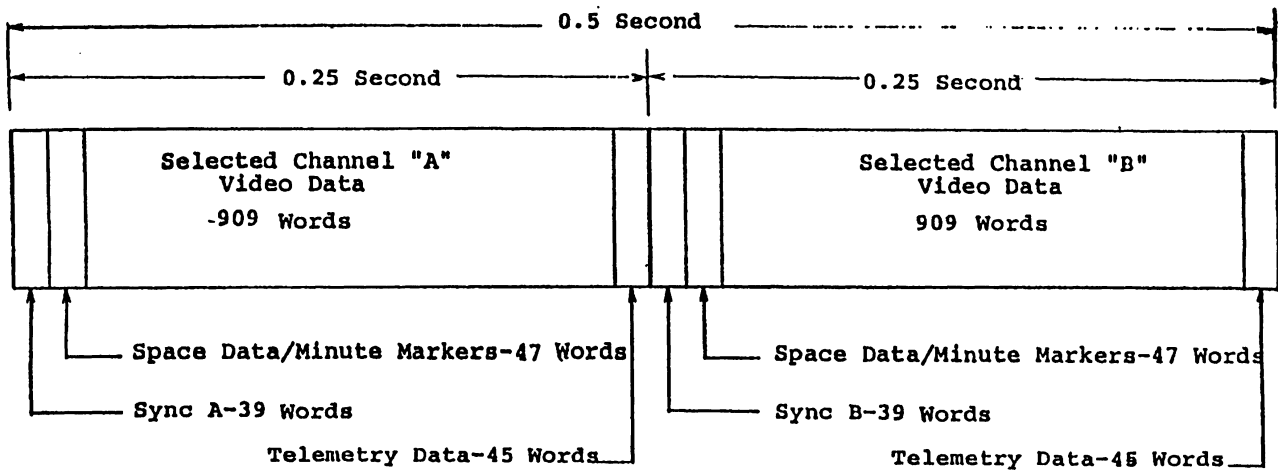 0.5 Second
0.25 Second
0.25 Second
Selected Channel "A"
Video Data
-909 Words
Selected Channel "B"
Video Data
909 Words
Space Data/Minute Markers-47 Words
Space Data/Minute Markers-47 Words
Sync A-39 Words
Sync B-39 Words
Telemetry Data-45 Words
Telemetry Data-45 Words